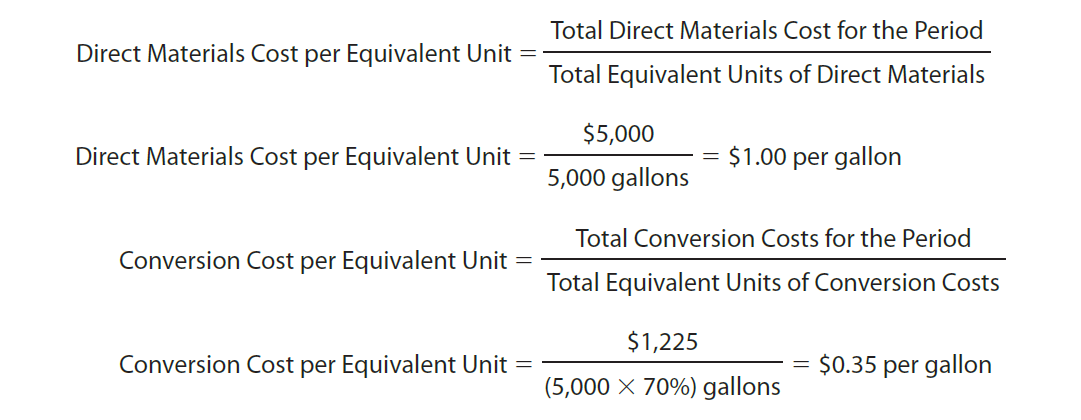 Direct Materials Cost per Equivalent Unit = Total Direct Materials Cost for the Period
Total Equivalent Units of Direct Materials
Direct Materials Cost per Equivalent Unit = $5,000
5,000 gallons
= $1.00 per gallon
Conversion Cost per Equivalent Unit = Total Conversion Costs for the Period
Total Equivalent Units of Conversion Costs
Conversion Cost per Equivalent Unit = $1,225
(5,000 × 70%) gallons
= $0.35 per gallon